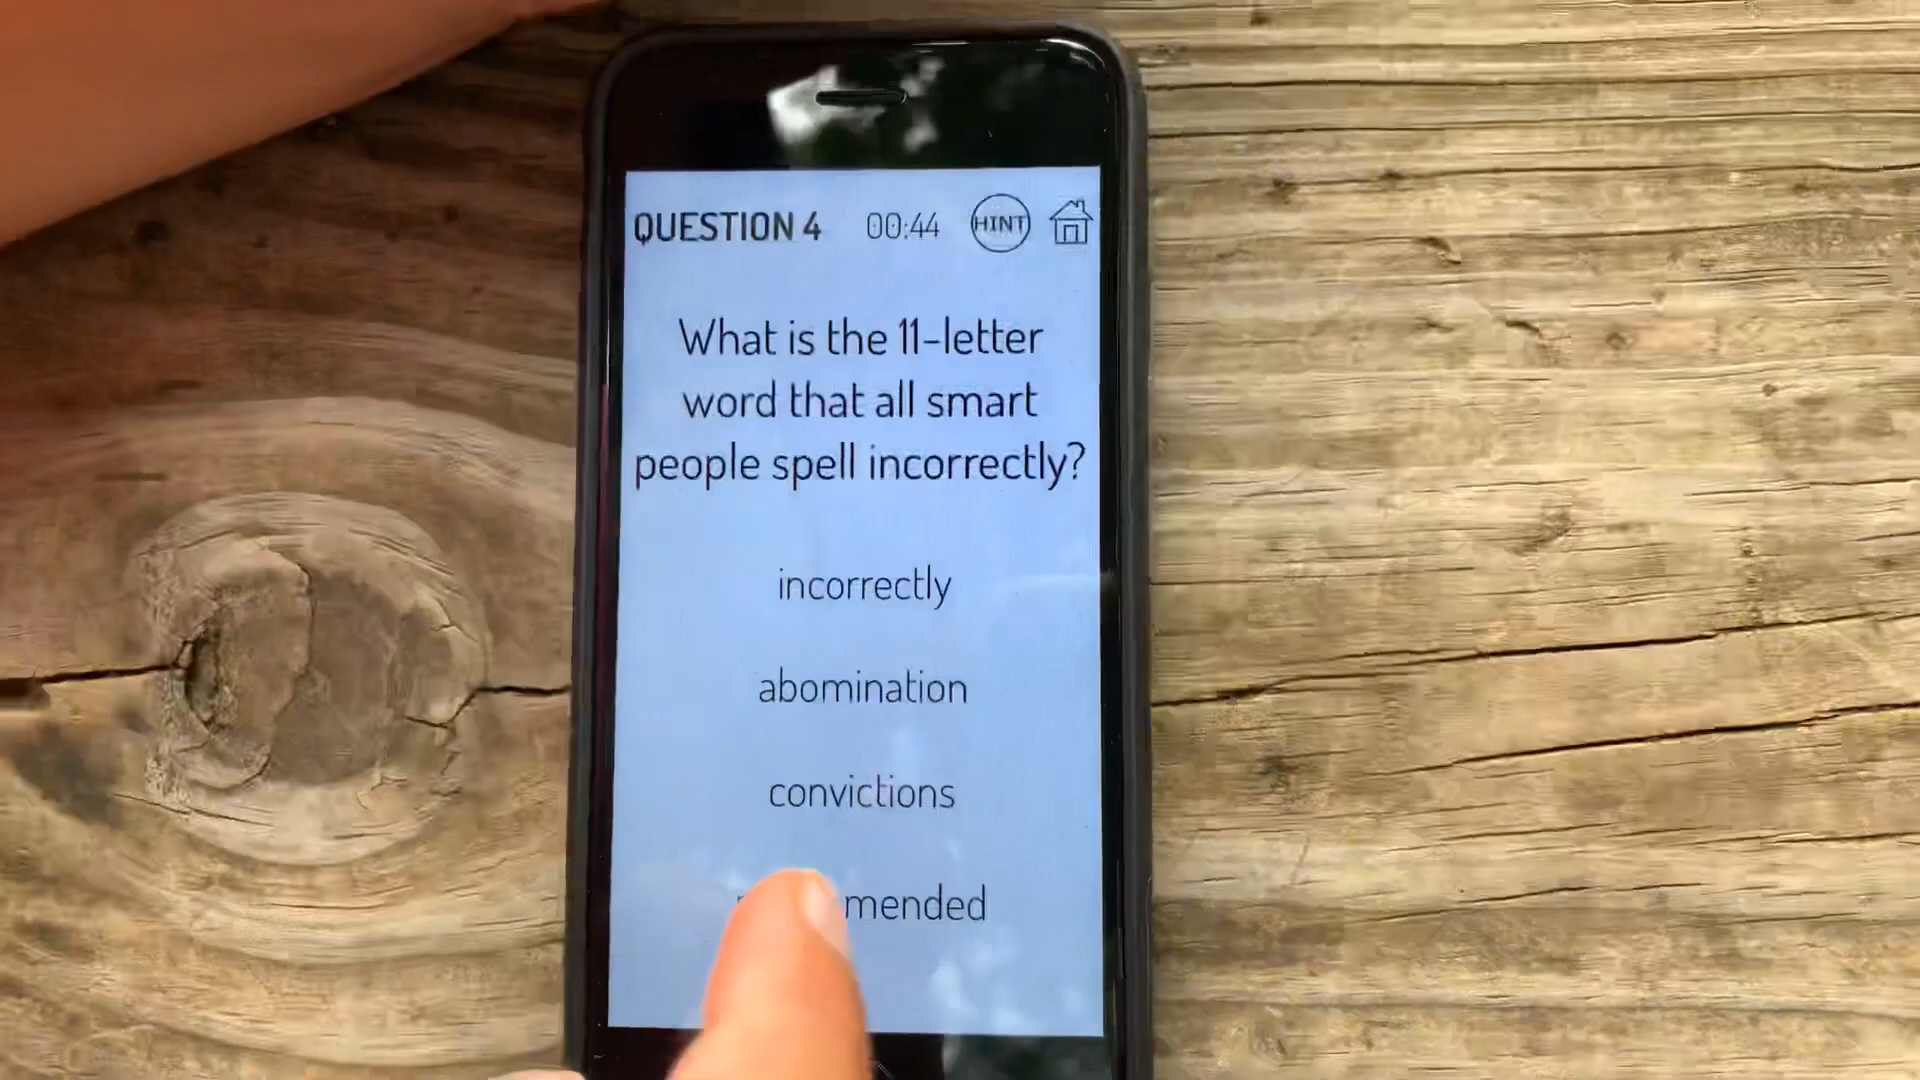 QUESTION 4 00:44 HINT
What is the 11-letter
word that all smart
people spell incorrectly?
incorrectly
abomination
convictions